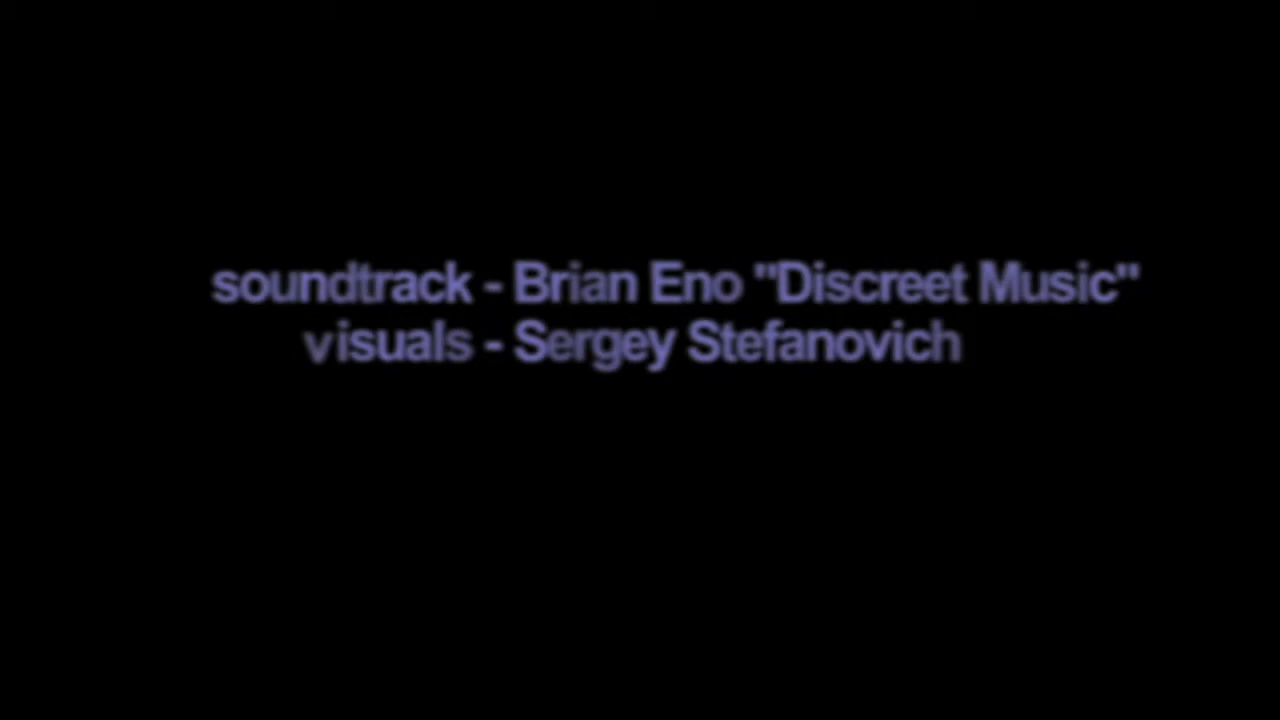 soundtrack - Brian Eno "Discreet Music"
visuals - Sergey Stefanovich